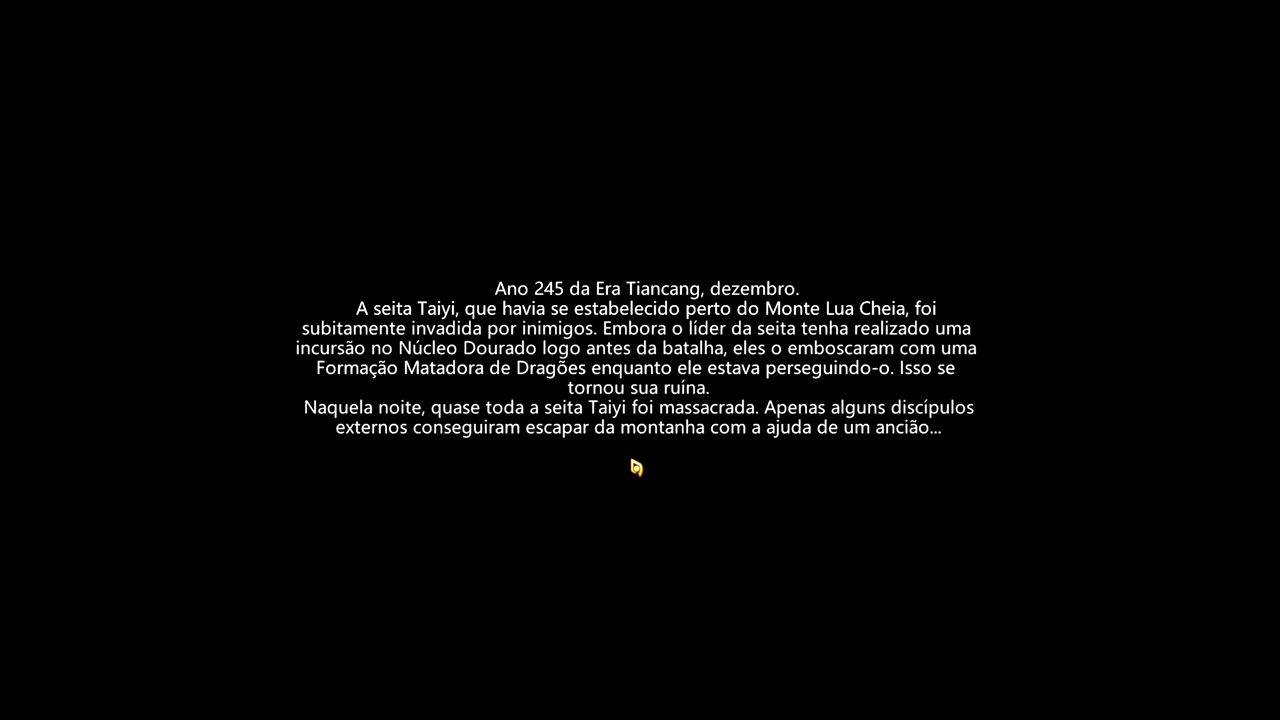 Ano 245 da Era Tiancang, dezembro.
A seita Taiyi, que havia se estabelecido perto do Monte Lua Cheia, foi
subitamente invadida por inimigos. Embora o líder da seita tenha realizado uma
incursão no Núcleo Dourado logo antes da batalha, eles o emboscaram com uma
Formação Matadora de Dragões enquanto ele estava perseguindo-o. Isso se
tornou sua ruína.
Naquela noite, quase toda a seita Taiyi foi massacrada. Apenas alguns discípulos
externos conseguiram escapar da montanha com a ajuda de um ancião...